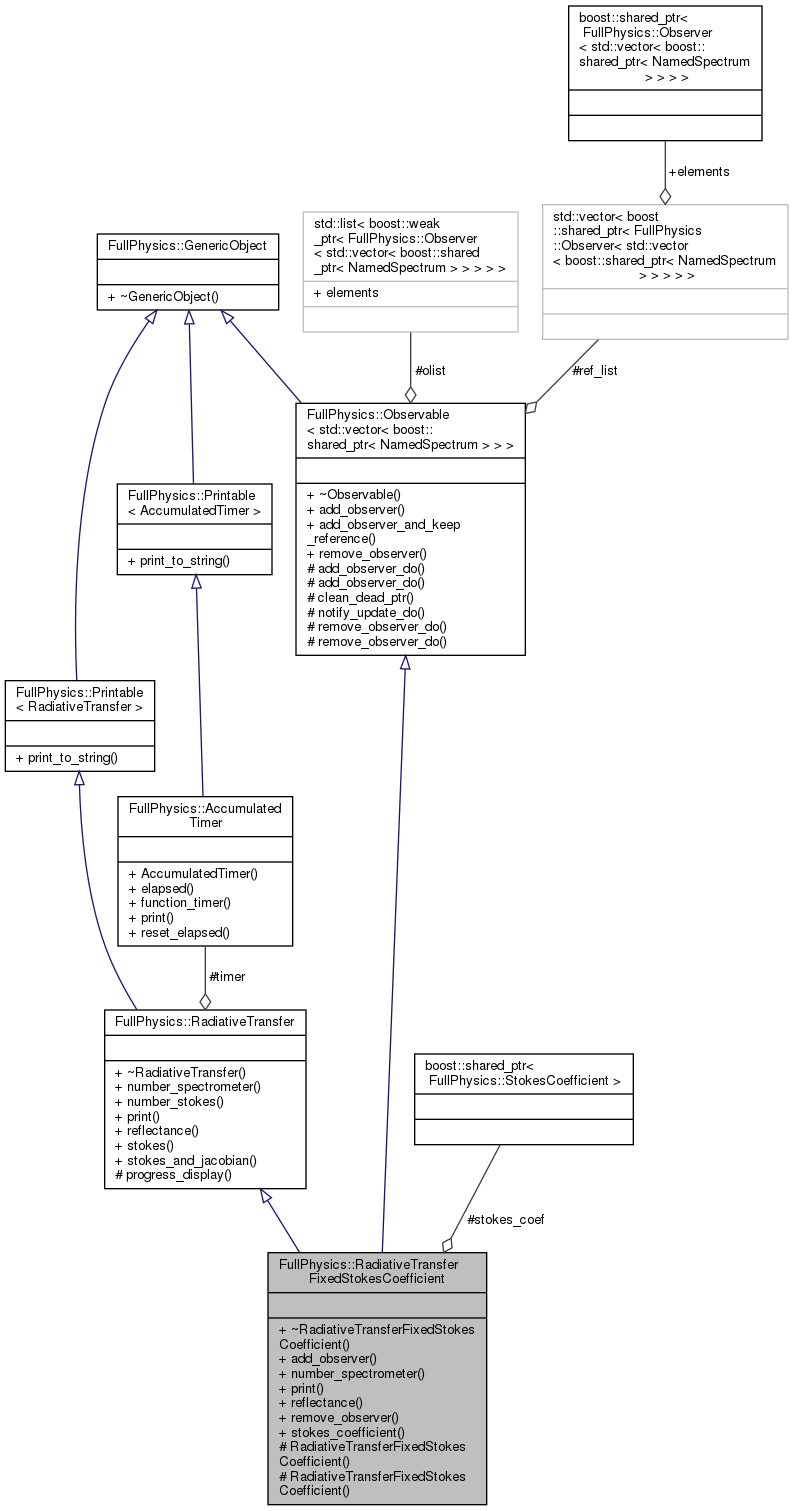 boost::shared_ptr<
FullPhysics::Observer
< std::vector< boost::
shared_ptr< NamedSpectrum
> > > >
+elements
std::vector< boost
::shared_ptr< FullPhysics
::Observer< std::vector
< boost::shared_ptr< NamedSpectrum
> > > > >
std::list< boost::weak
_ptr< FullPhysics::Observer
< std::vector< boost::shared
_ptr< NamedSpectrum > > > > >
+ elements
FullPhysics::GenericObject
+ ~GenericObject()
#olist
#ref_list
FullPhysics::Observable
< std::vector< boost::
shared_ptr< NamedSpectrum > > >
+ ~Observable()
+ add_observer()
+ add_observer_and_keep
_reference()
+ remove_observer()
# add_observer_do()
# add_observer_do()
# clean_dead_ptr()
# notify_update_do()
# remove_observer_do()
# remove_observer_do()
FullPhysics::Printable
< AccumulatedTimer >
+ print_to_string()
FullPhysics::Printable
< RadiativeTransfer >
+ print_to_string()
FullPhysics::Accumulated
Timer
+ AccumulatedTimer()
+ elapsed()
+ function_timer()
+ print()
+ reset_elapsed()
#timer
FullPhysics::RadiativeTransfer
+ ~RadiativeTransfer()
+ number_spectrometer()
+ number_stokes()
+ print()
+ reflectance()
+ stokes()
+ stokes_and_jacobian()
# progress_display()
boost::shared_ptr<
FullPhysics::StokesCoefficient >
#stokes_coef
FullPhysics::RadiativeTransfer
FixedStokesCoefficient
+ ~RadiativeTransferFixedStokes
Coefficient()
+ add_observer()
+ number_spectrometer()
+ print()
+ reflectance()
+ remove_observer()
+ stokes_coefficient()
# RadiativeTransferFixedStokes
Coefficient()
# RadiativeTransferFixedStokes
Coefficient()